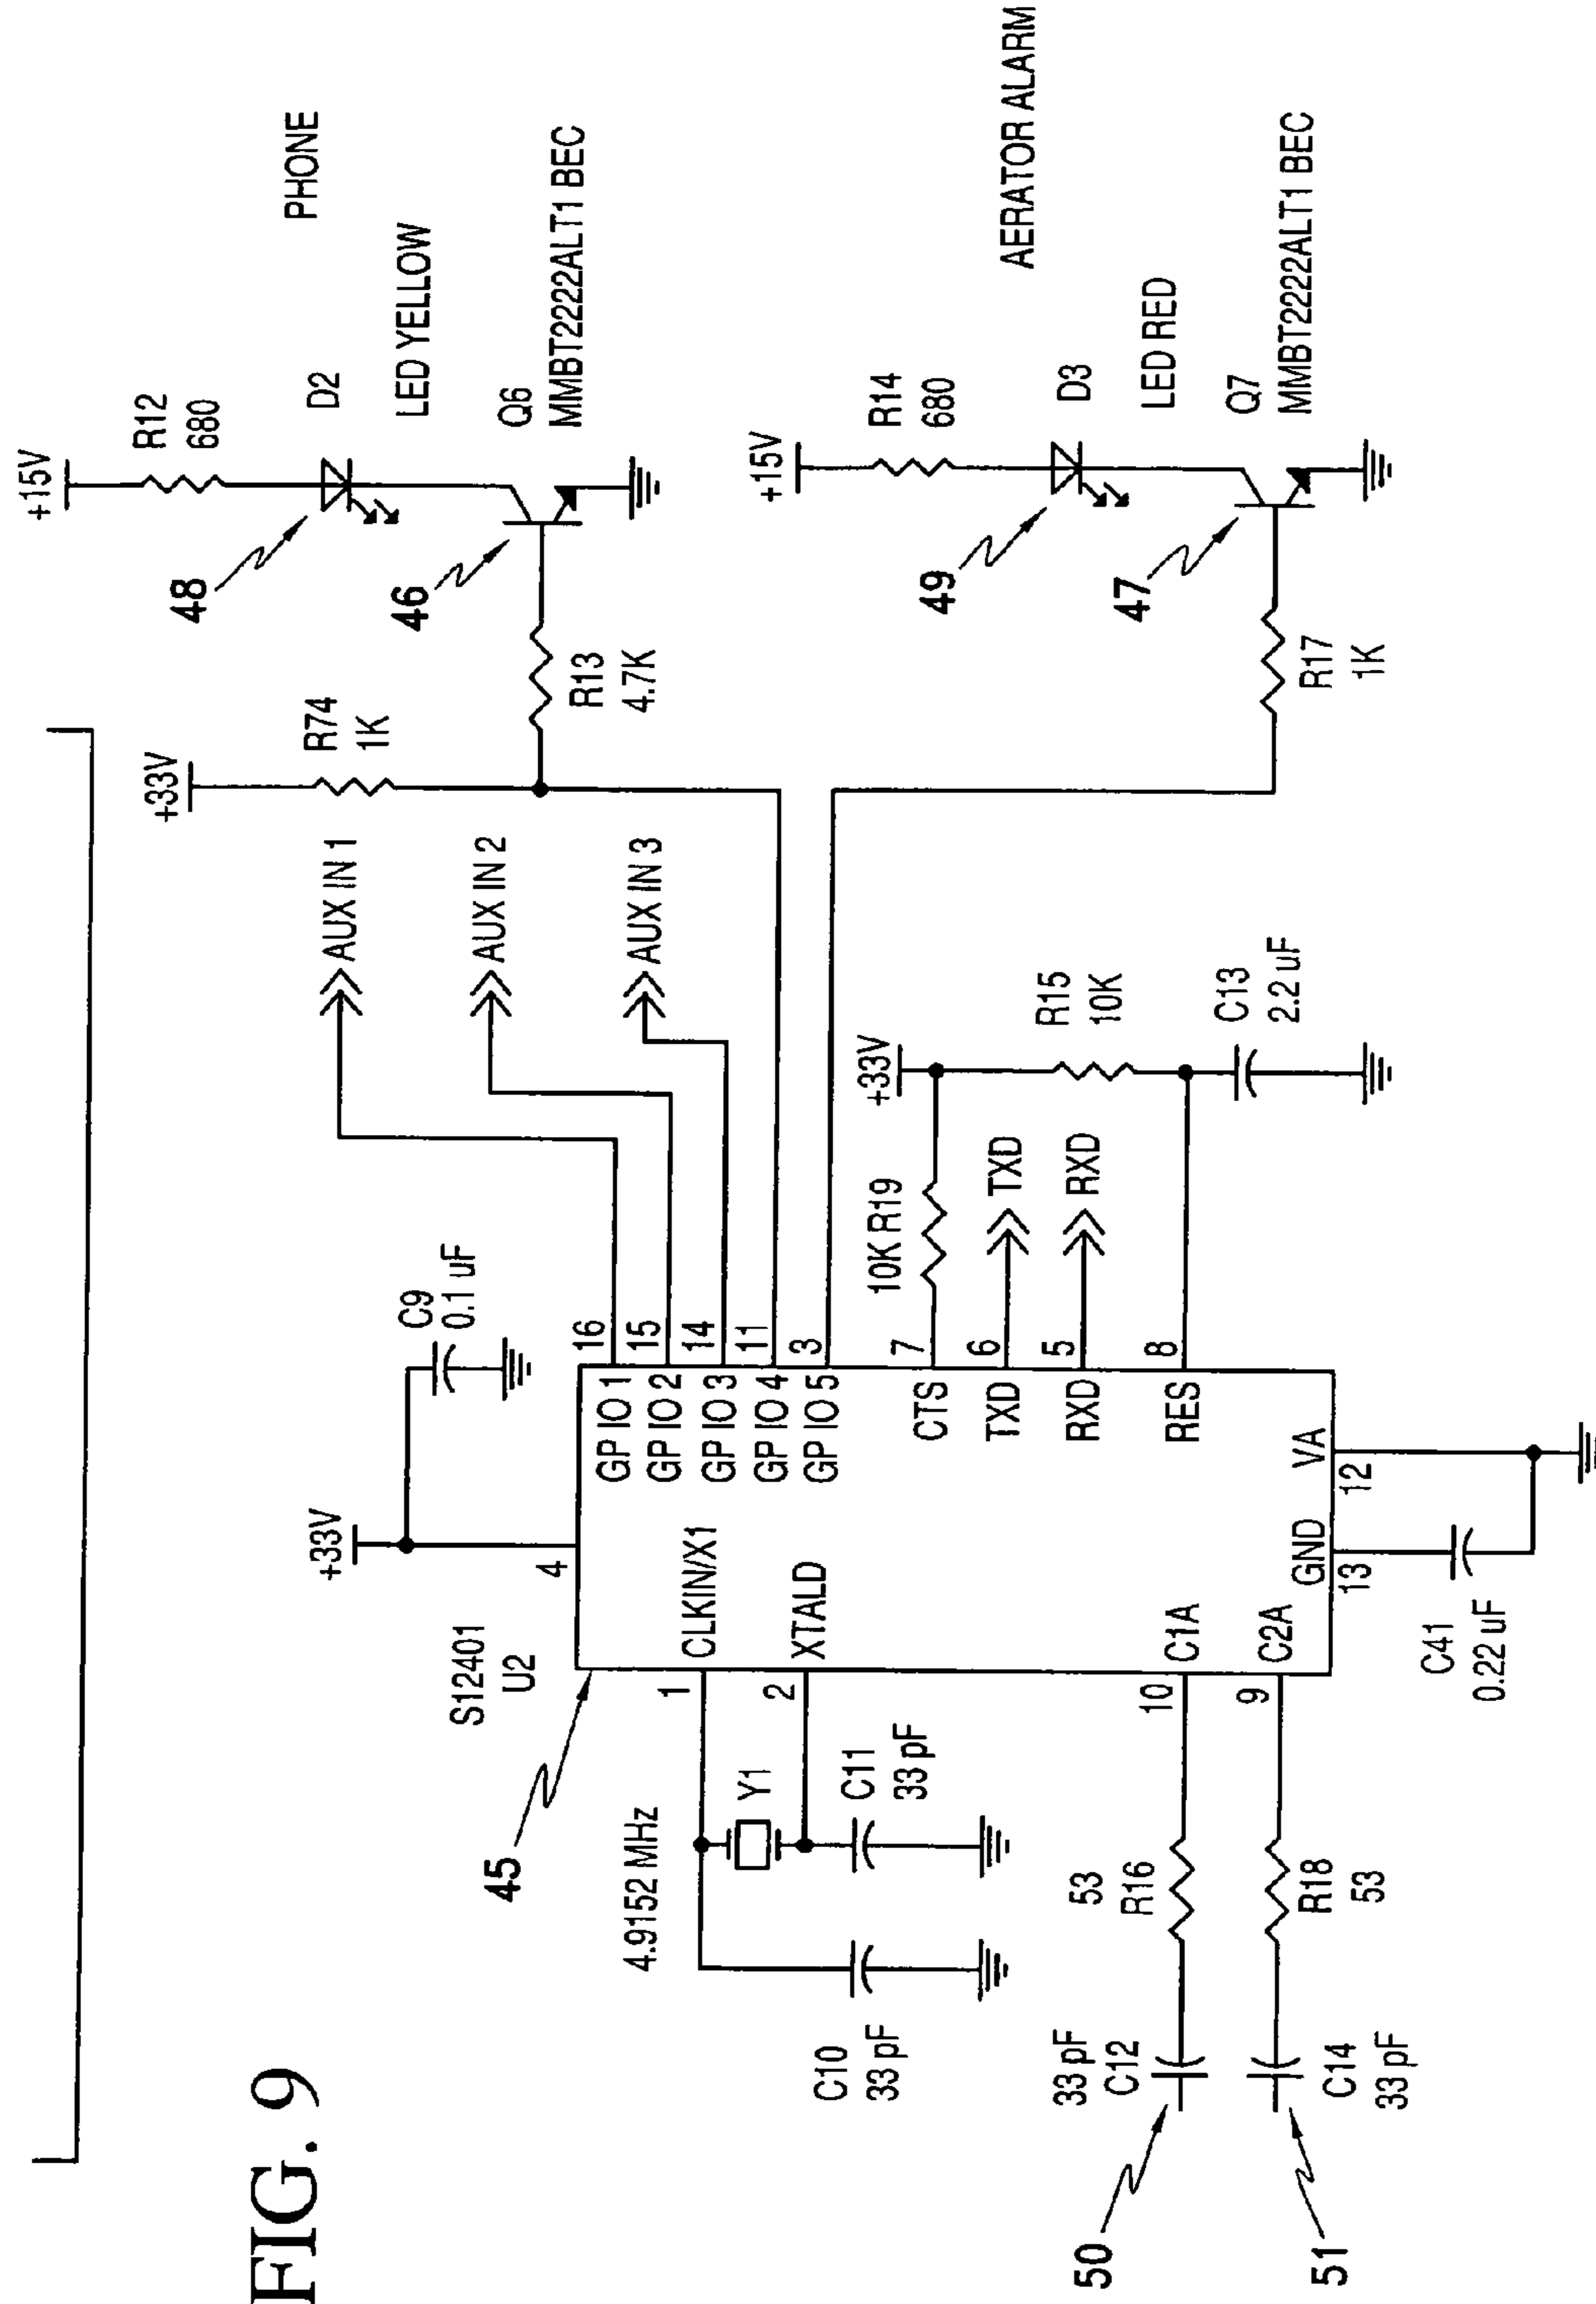 FIG. 9
+15V
R12
680
PHONE
D2
LED YELLOW
48
Q6
MMBT2222ALT1 BEC
46
R13
4.7K
+33V
R74
1K
AUX IN 1
AUX IN 2
AUX IN 3
+15V
R14
680
AERATOR ALARM
D3
LED RED
49
Q7
MMBT2222ALT1 BEC
47
R17
1K
+33V
C9
0.1 uF
4
S12401
U2
45
16
15
14
11
3
GP IO 1
GP IO 2
GP IO 3
GP IO 4
GP IO 5
7
6
5
8
CTS
TXD
RXD
RES
10K R19
TXD
RXD
+33V
R15
10K
C13
2.2 uF
CLKIN/X1
XTALD
C1A
C2A
GND
VA
13
12
C41
0.22 uF
1
2
10
9
4.9152 MHz
Y1
C11
33 pF
C10
33 pF
53
R16
R18
53
33 pF
C12
C14
33 pF
50
51